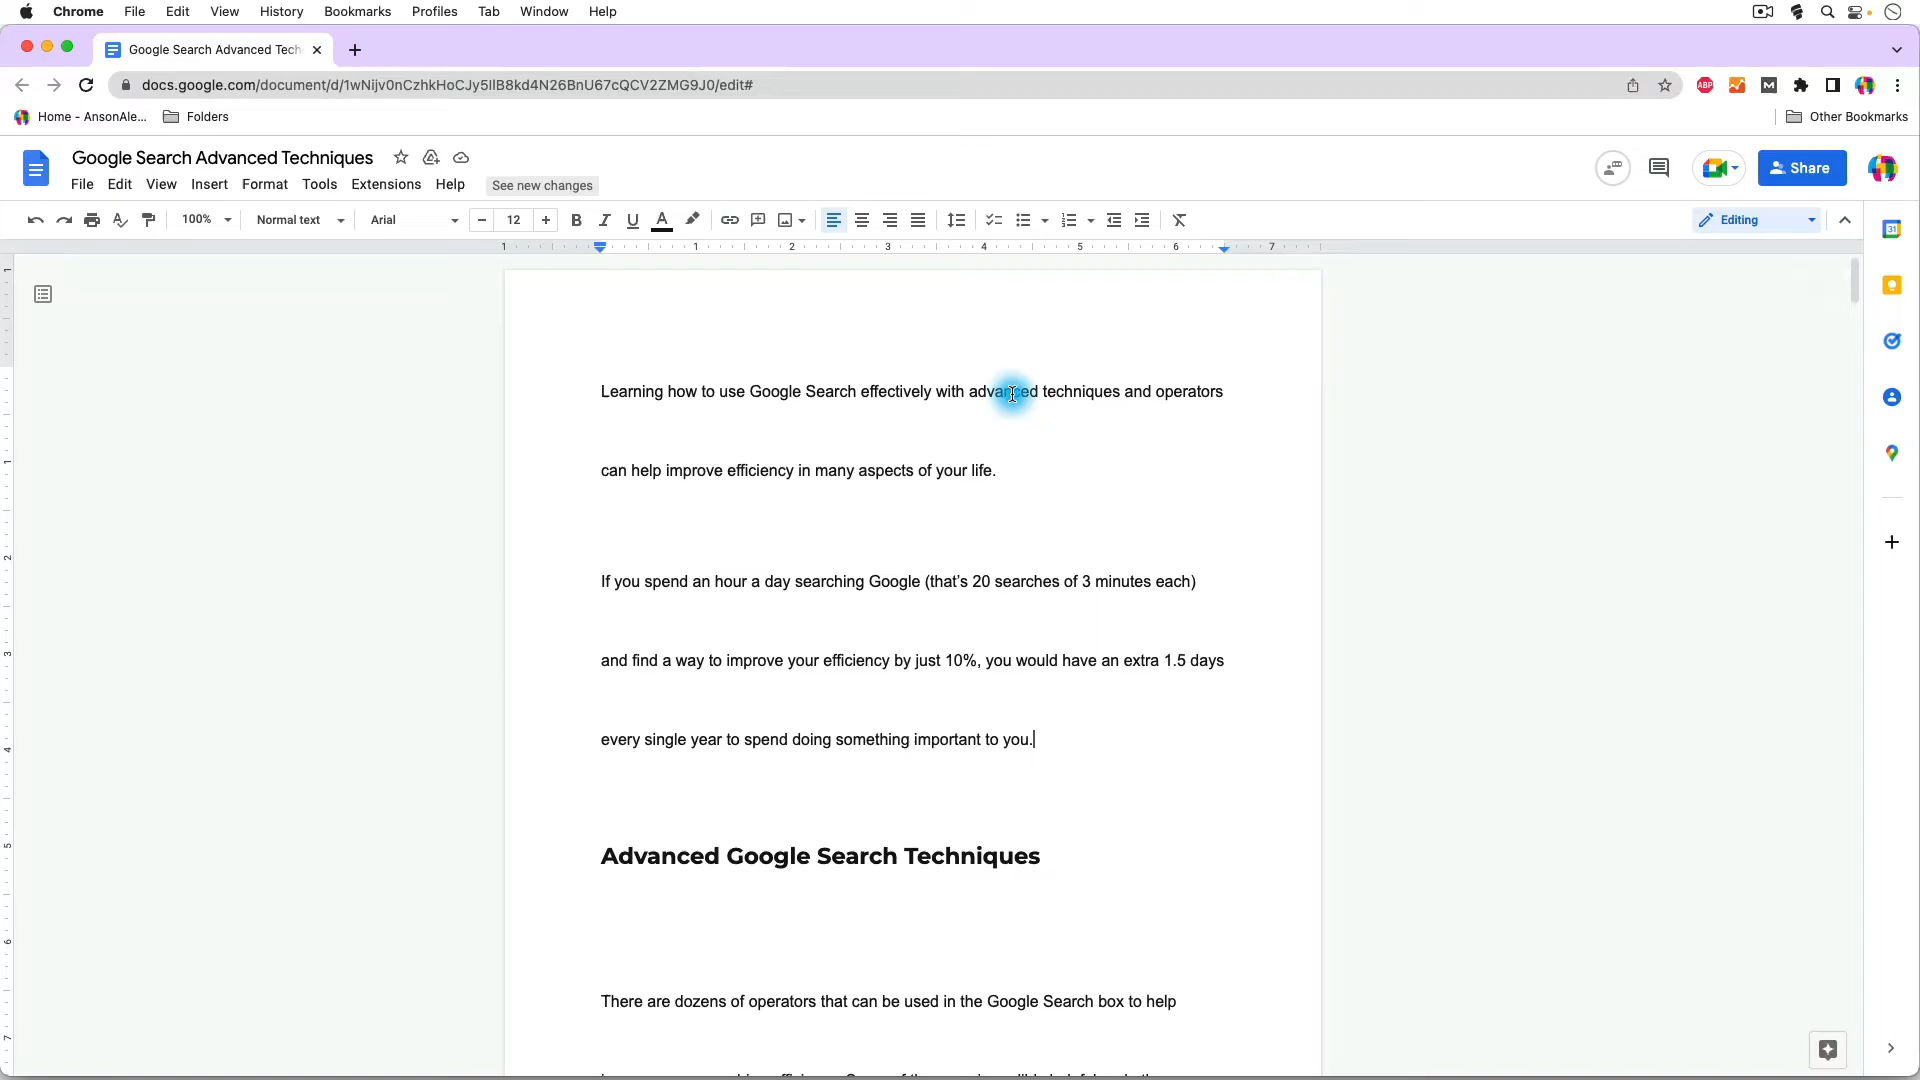 Chrome File Edit View History Bookmarks Profiles Tab Window Help
Google Search Advanced Tech
docs.google.com/document/d/1wNijv0nCzhkHoCJy5IlB8kd4N26BnU67cQCV2ZMG9J0/edit#
ABP M
Home - AnsonAle... Folders Other Bookmarks
Google Search Advanced Techniques
File Edit View Insert Format Tools Extensions Help See new changes
Share
100% Normal text Arial 12 B I U A Editing
1 1 2 3 4 5 6 7
31
Learning how to use Google Search effectively with advanced techniques and operators
can help improve efficiency in many aspects of your life.
If you spend an hour a day searching Google (that's 20 searches of 3 minutes each)
and find a way to improve your efficiency by just 10%, you would have an extra 1.5 days
every single year to spend doing something important to you.
Advanced Google Search Techniques
There are dozens of operators that can be used in the Google Search box to help